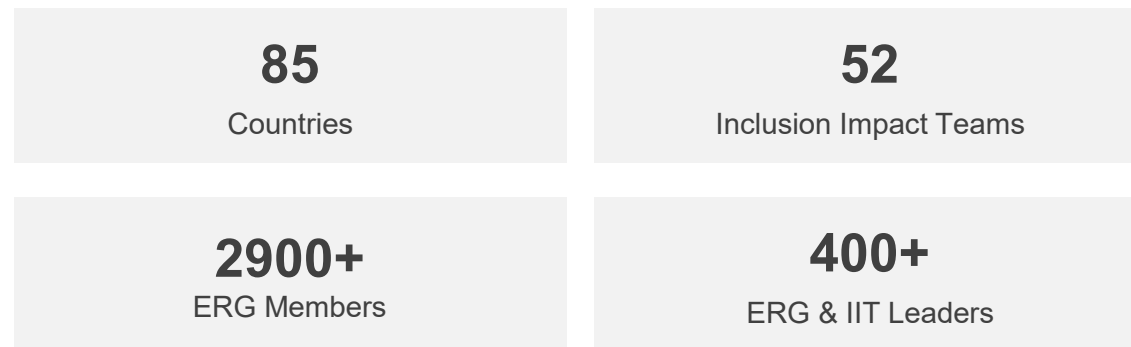 85
Countries
52
Inclusion Impact Teams
2900+
ERG Members
400+
ERG & IIT Leaders